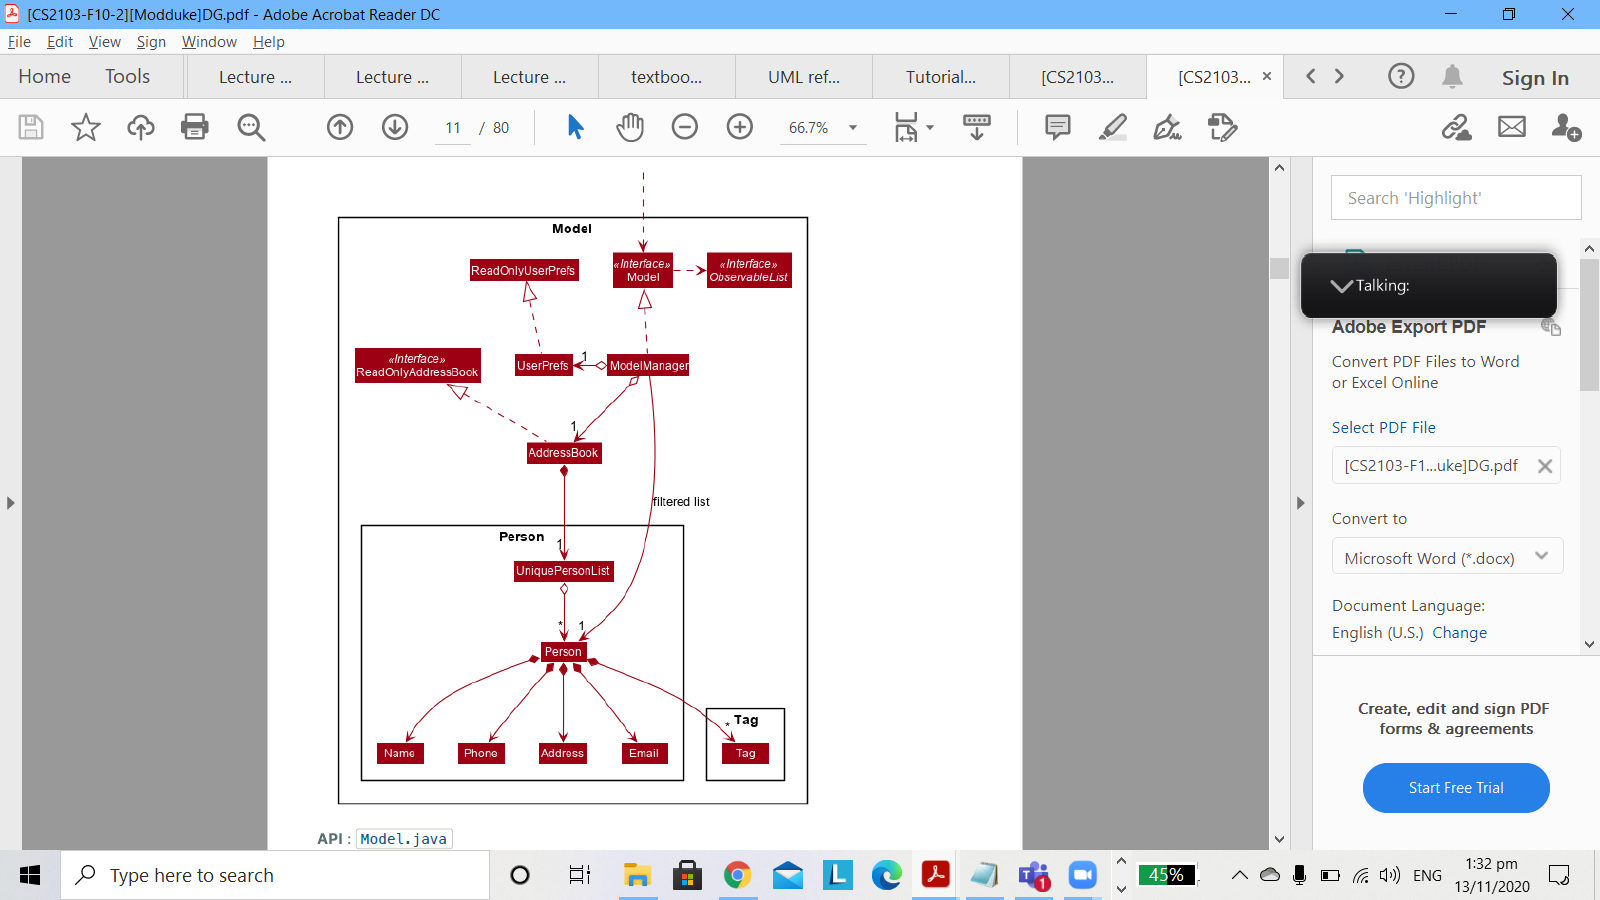 [CS2103-F10-2][Modduke]DG.pdf - Adobe Acrobat Reader DC
File Edit View Sign Window Help
Home Tools Lecture ... Lecture ... Lecture ... textboo... UML ref... Tutorial... [CS2103... [CS2103... Sign In
11 / 80 66.7%
Model
«Interface»
Model
«Interface»
ObservableList
ReadOnlyUserPrefs
«Interface»
ReadOnlyAddressBook
UserPrefs
1
ModelManager
1
AddressBook
filtered list
Person
1
UniquePersonList
* 1
Person
* Tag
Name Phone Address Email Tag
API : Model.java
Search 'Highlight'
Talking:
Adobe Export PDF
Convert PDF Files to Word
or Excel Online
Select PDF File
[CS2103-F1...uke]DG.pdf
Convert to
Microsoft Word (*.docx)
Document Language:
English (U.S.) Change
Create, edit and sign PDF
forms & agreements
Start Free Trial
Type here to search
L
1
45%
ENG
1:32 pm
13/11/2020